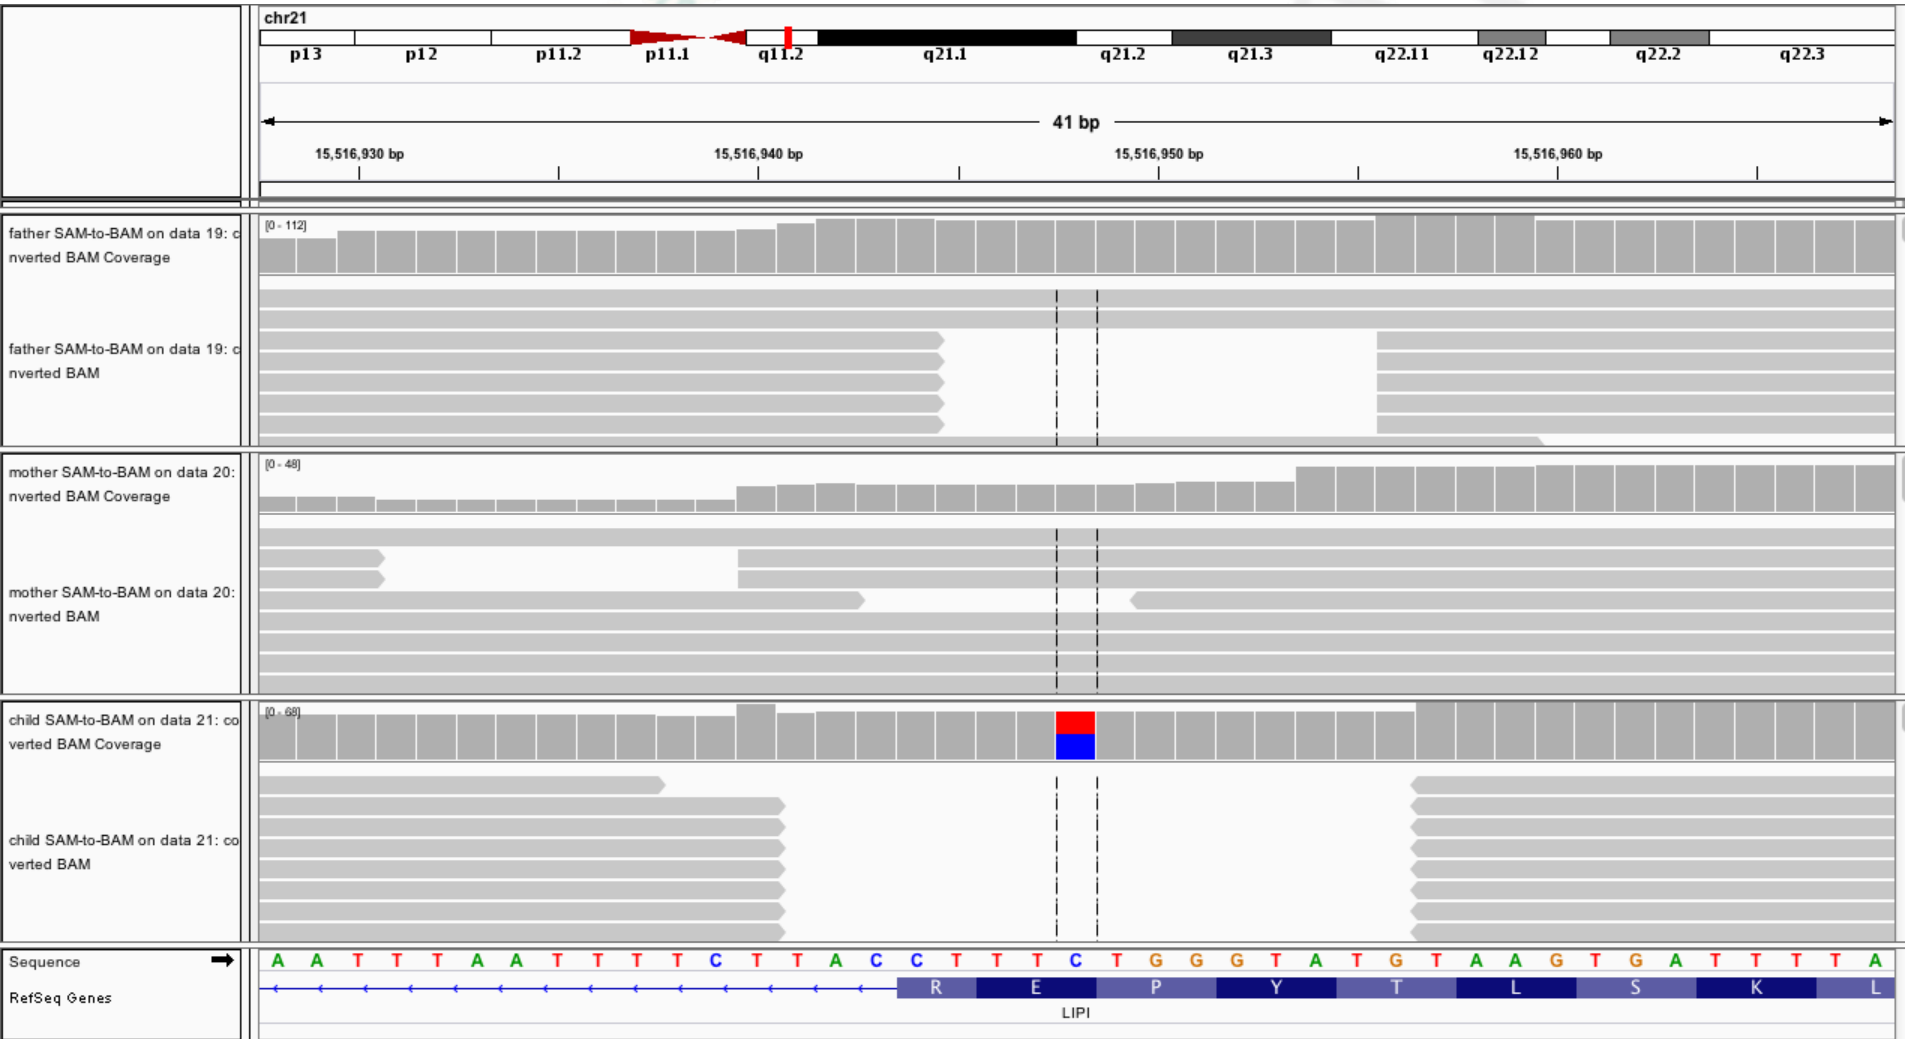 chr21
p13 p12 p11.2 p11.1 q11.2 q21.1 q21.2 q21.3 q22.11 q22.12 q22.2 q22.3
41 bp
15,516,930 bp 15,516,940 bp 15,516,950 bp 15,516,960 bp
[0 - 112]
father SAM-to-BAM on data 19: c
nverted BAM Coverage
father SAM-to-BAM on data 19: c
nverted BAM
[0 - 48]
mother SAM-to-BAM on data 20:
nverted BAM Coverage
mother SAM-to-BAM on data 20:
nverted BAM
[0 - 68]
child SAM-to-BAM on data 21: co
verted BAM Coverage
child SAM-to-BAM on data 21: co
verted BAM
Sequence A A T T T A A T T T T C T T A C C T T T C T G G G T A T G T A A G T G A T T T T A
RefSeq Genes R E P Y T L S K L
LIPI